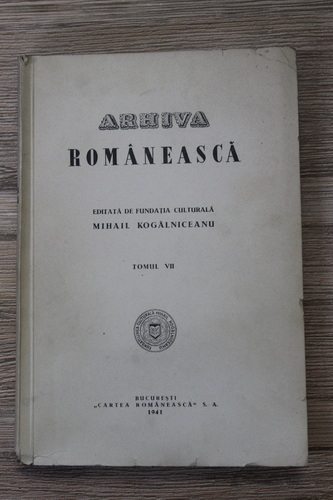 ARHIVA
ROMÂNEASCĂ
EDITATĂ DE FUNDAȚIA CULTURALĂ
MIHAIL KOGĂLNICEANU
TOMUL VII
BUCUREȘTI
„CARTEA ROMÂNEASCĂ“ S. A.
1941